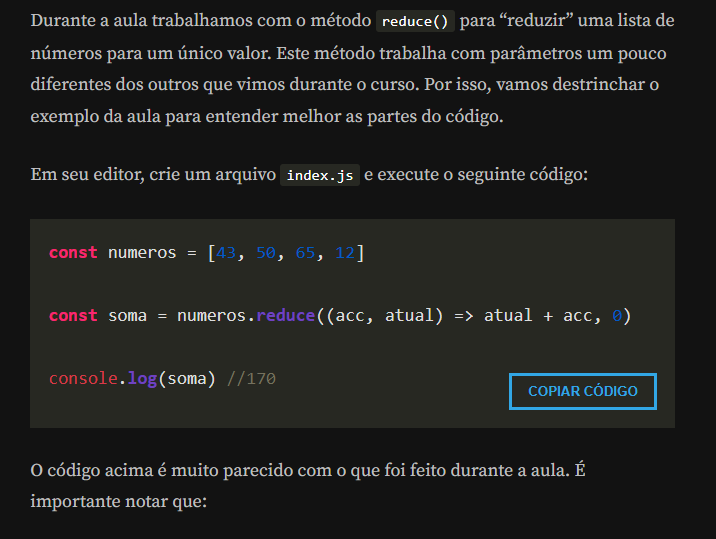 Durante a aula trabalhamos com o método reduce() para “reduzir” uma lista de
números para um único valor. Este método trabalha com parâmetros um pouco
diferentes dos outros que vimos durante o curso. Por isso, vamos destrinchar o
exemplo da aula para entender melhor as partes do código.
Em seu editor, crie um arquivo index.js e execute o seguinte código:
const numeros = [43, 50, 65, 12]
const soma = numeros.reduce((acc, atual) => atual + acc, 0)
console.log(soma) //170
COPIAR CÓDIGO
O código acima é muito parecido com o que foi feito durante a aula. É
importante notar que: